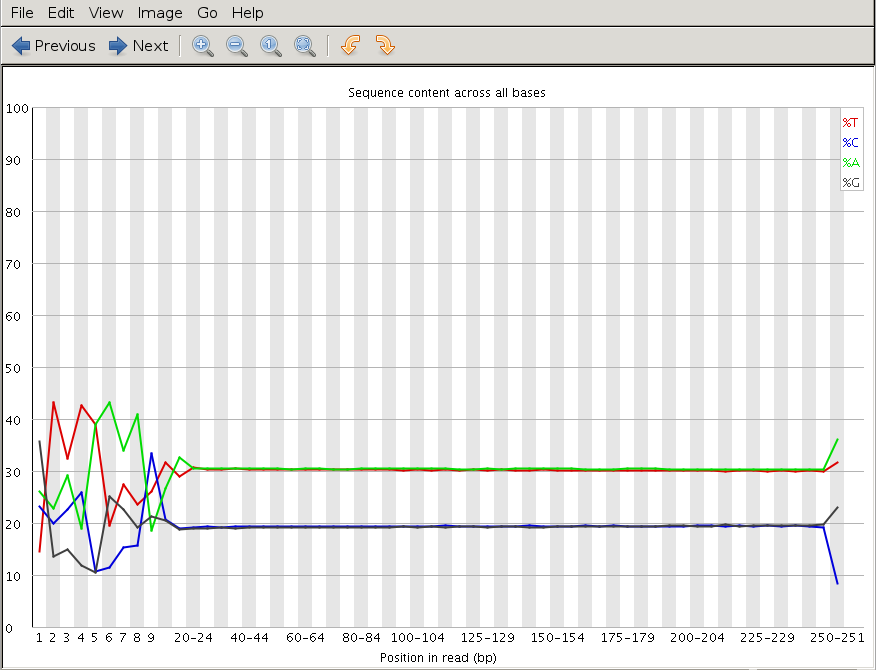 File Edit View Image Go Help
Previous Next
Sequence content across all bases
100
90
80
70
60
50
40
30
20
10
0
%T
%C
%A
%G
1 2 3 4 5 6 7 8 9 20-24 40-44 60-64 80-84 100-104 125-129 150-154 175-179 200-204 225-229 250-251
Position in read (bp)